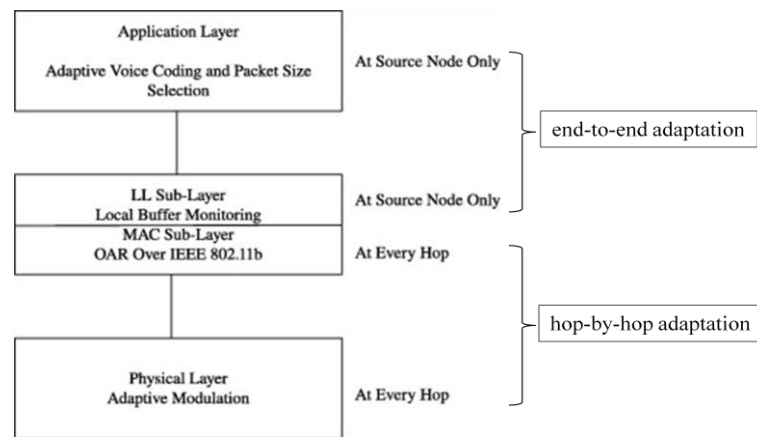 Application Layer
Adaptive Voice Coding and Packet Size
Selection
At Source Node Only
end-to-end adaptation
LL Sub-Layer
Local Buffer Monitoring
At Source Node Only
MAC Sub-Layer
OAR Over IEEE 802.11b
At Every Hop
hop-by-hop adaptation
Physical Layer
Adaptive Modulation
At Every Hop